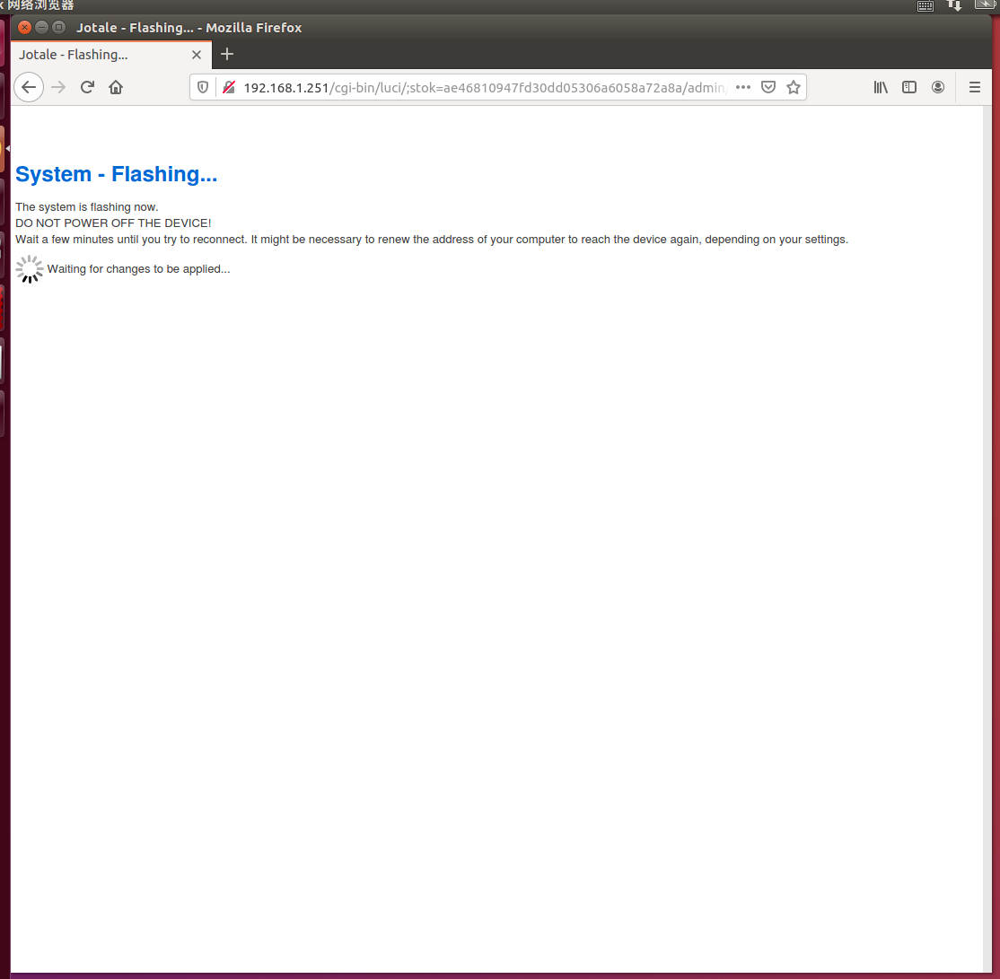 网络浏览器
Jotale - Flashing... - Mozilla Firefox
Jotale - Flashing...
192.168.1.251/cgi-bin/luci/;stok=ae46810947fd30dd05306a6058a72a8a/admin/
System - Flashing...
The system is flashing now.
DO NOT POWER OFF THE DEVICE!
Wait a few minutes until you try to reconnect. It might be necessary to renew the address of your computer to reach the device again, depending on your settings.
Waiting for changes to be applied...